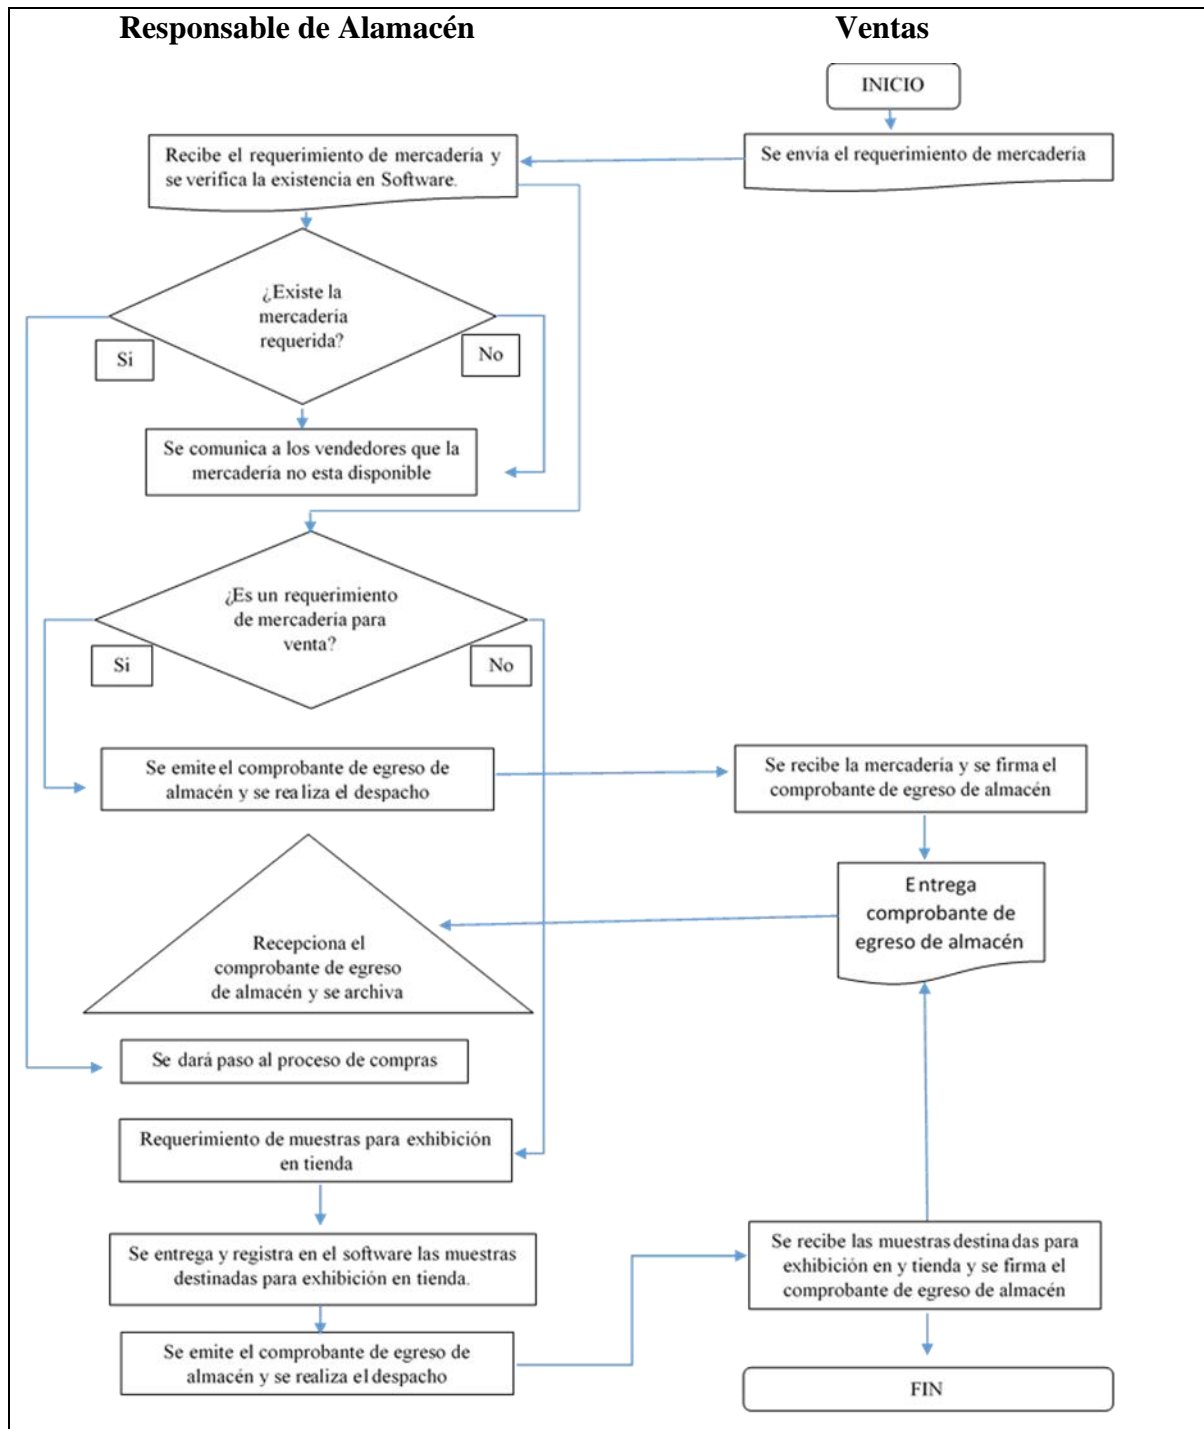 Responsable de Alamacén
Ventas
INICIO
Se envía el requerimiento de mercadería
Recibe el requerimiento de mercadería y
se verifica la existencia en Software.
¿Existe la
mercadería
requerida?
Si
No
Se comunica a los vendedores que la
mercadería no esta disponible
¿Es un requerimiento
de mercadería para
venta?
Si
No
Se emite el comprobante de egreso de
almacén y se realiza el despacho
Se recibe la mercadería y se firma el
comprobante de egreso de almacén
Entrega
comprobante de
egreso de almacén
Recepciona el
comprobante de egreso
de almacén y se archiva
Se dará paso al proceso de compras
Requerimiento de muestras para exhibición
en tienda
Se entrega y registra en el software las muestras
destinadas para exhibición en tienda.
Se recibe las muestras destinadas para
exhibición en y tienda y se firma el
comprobante de egreso de almacén
Se emite el comprobante de egreso de
almacén y se realiza el despacho
FIN